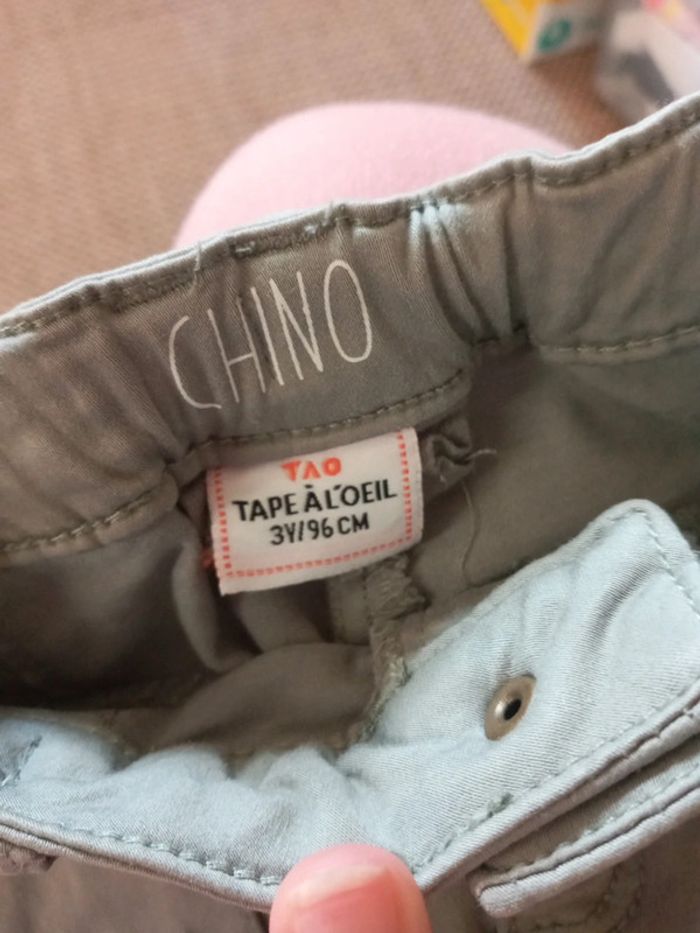 CHINO
TAO
TAPE À L'OEIL
3Y/96 CM